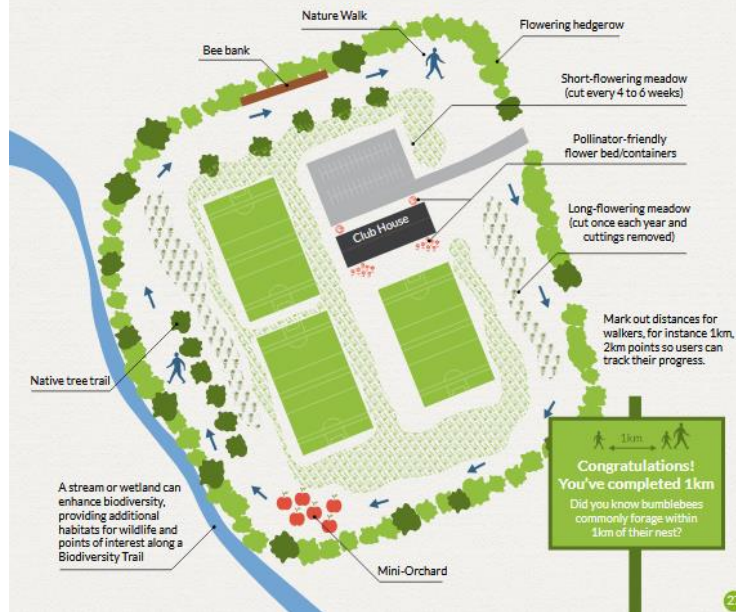 Nature Walk
Flowering hedgerow
Bee bank
Short-flowering meadow
(cut every 4 to 6 weeks)
Pollinator-friendly
flower bed/containers
Club House
Long-flowering meadow
(cut once each year and
cuttings removed)
Mark out distances for
walkers, for instance 1km,
2km points so users can
track their progress.
Native tree trail
1km
Congratulations!
You've completed 1km
Did you know bumblebees
commonly forage within
1km of their nest?
A stream or wetland can
enhance biodiversity,
providing additional
habitats for wildlife and
points of interest along a
Biodiversity Trail
Mini-Orchard